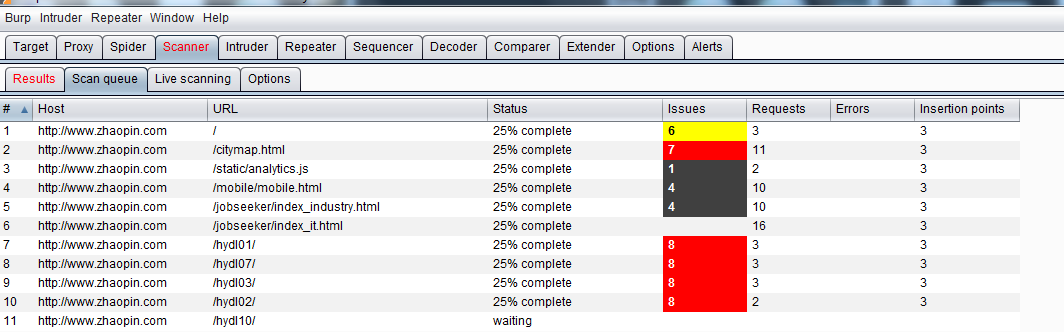 Burp Intruder Repeater Window Help
Target Proxy Spider Scanner Intruder Repeater Sequencer Decoder Comparer Extender Options Alerts
Results Scan queue Live scanning Options
# Host URL Status Issues Requests Errors Insertion points
1 http://www.zhaopin.com / 25% complete 6 3 3
2 http://www.zhaopin.com /citymap.html 25% complete 7 11 3
3 http://www.zhaopin.com /static/analytics.js 25% complete 1 2 3
4 http://www.zhaopin.com /mobile/mobile.html 25% complete 4 10 3
5 http://www.zhaopin.com /jobseeker/index_industry.html 25% complete 4 10 3
6 http://www.zhaopin.com /jobseeker/index_it.html 25% complete 16 3
7 http://www.zhaopin.com /hydl01/ 25% complete 8 3 3
8 http://www.zhaopin.com /hydl07/ 25% complete 8 3 3
9 http://www.zhaopin.com /hydl03/ 25% complete 8 3 3
10 http://www.zhaopin.com /hydl02/ 25% complete 8 2 3
11 http://www.zhaopin.com /hydl10/ waiting